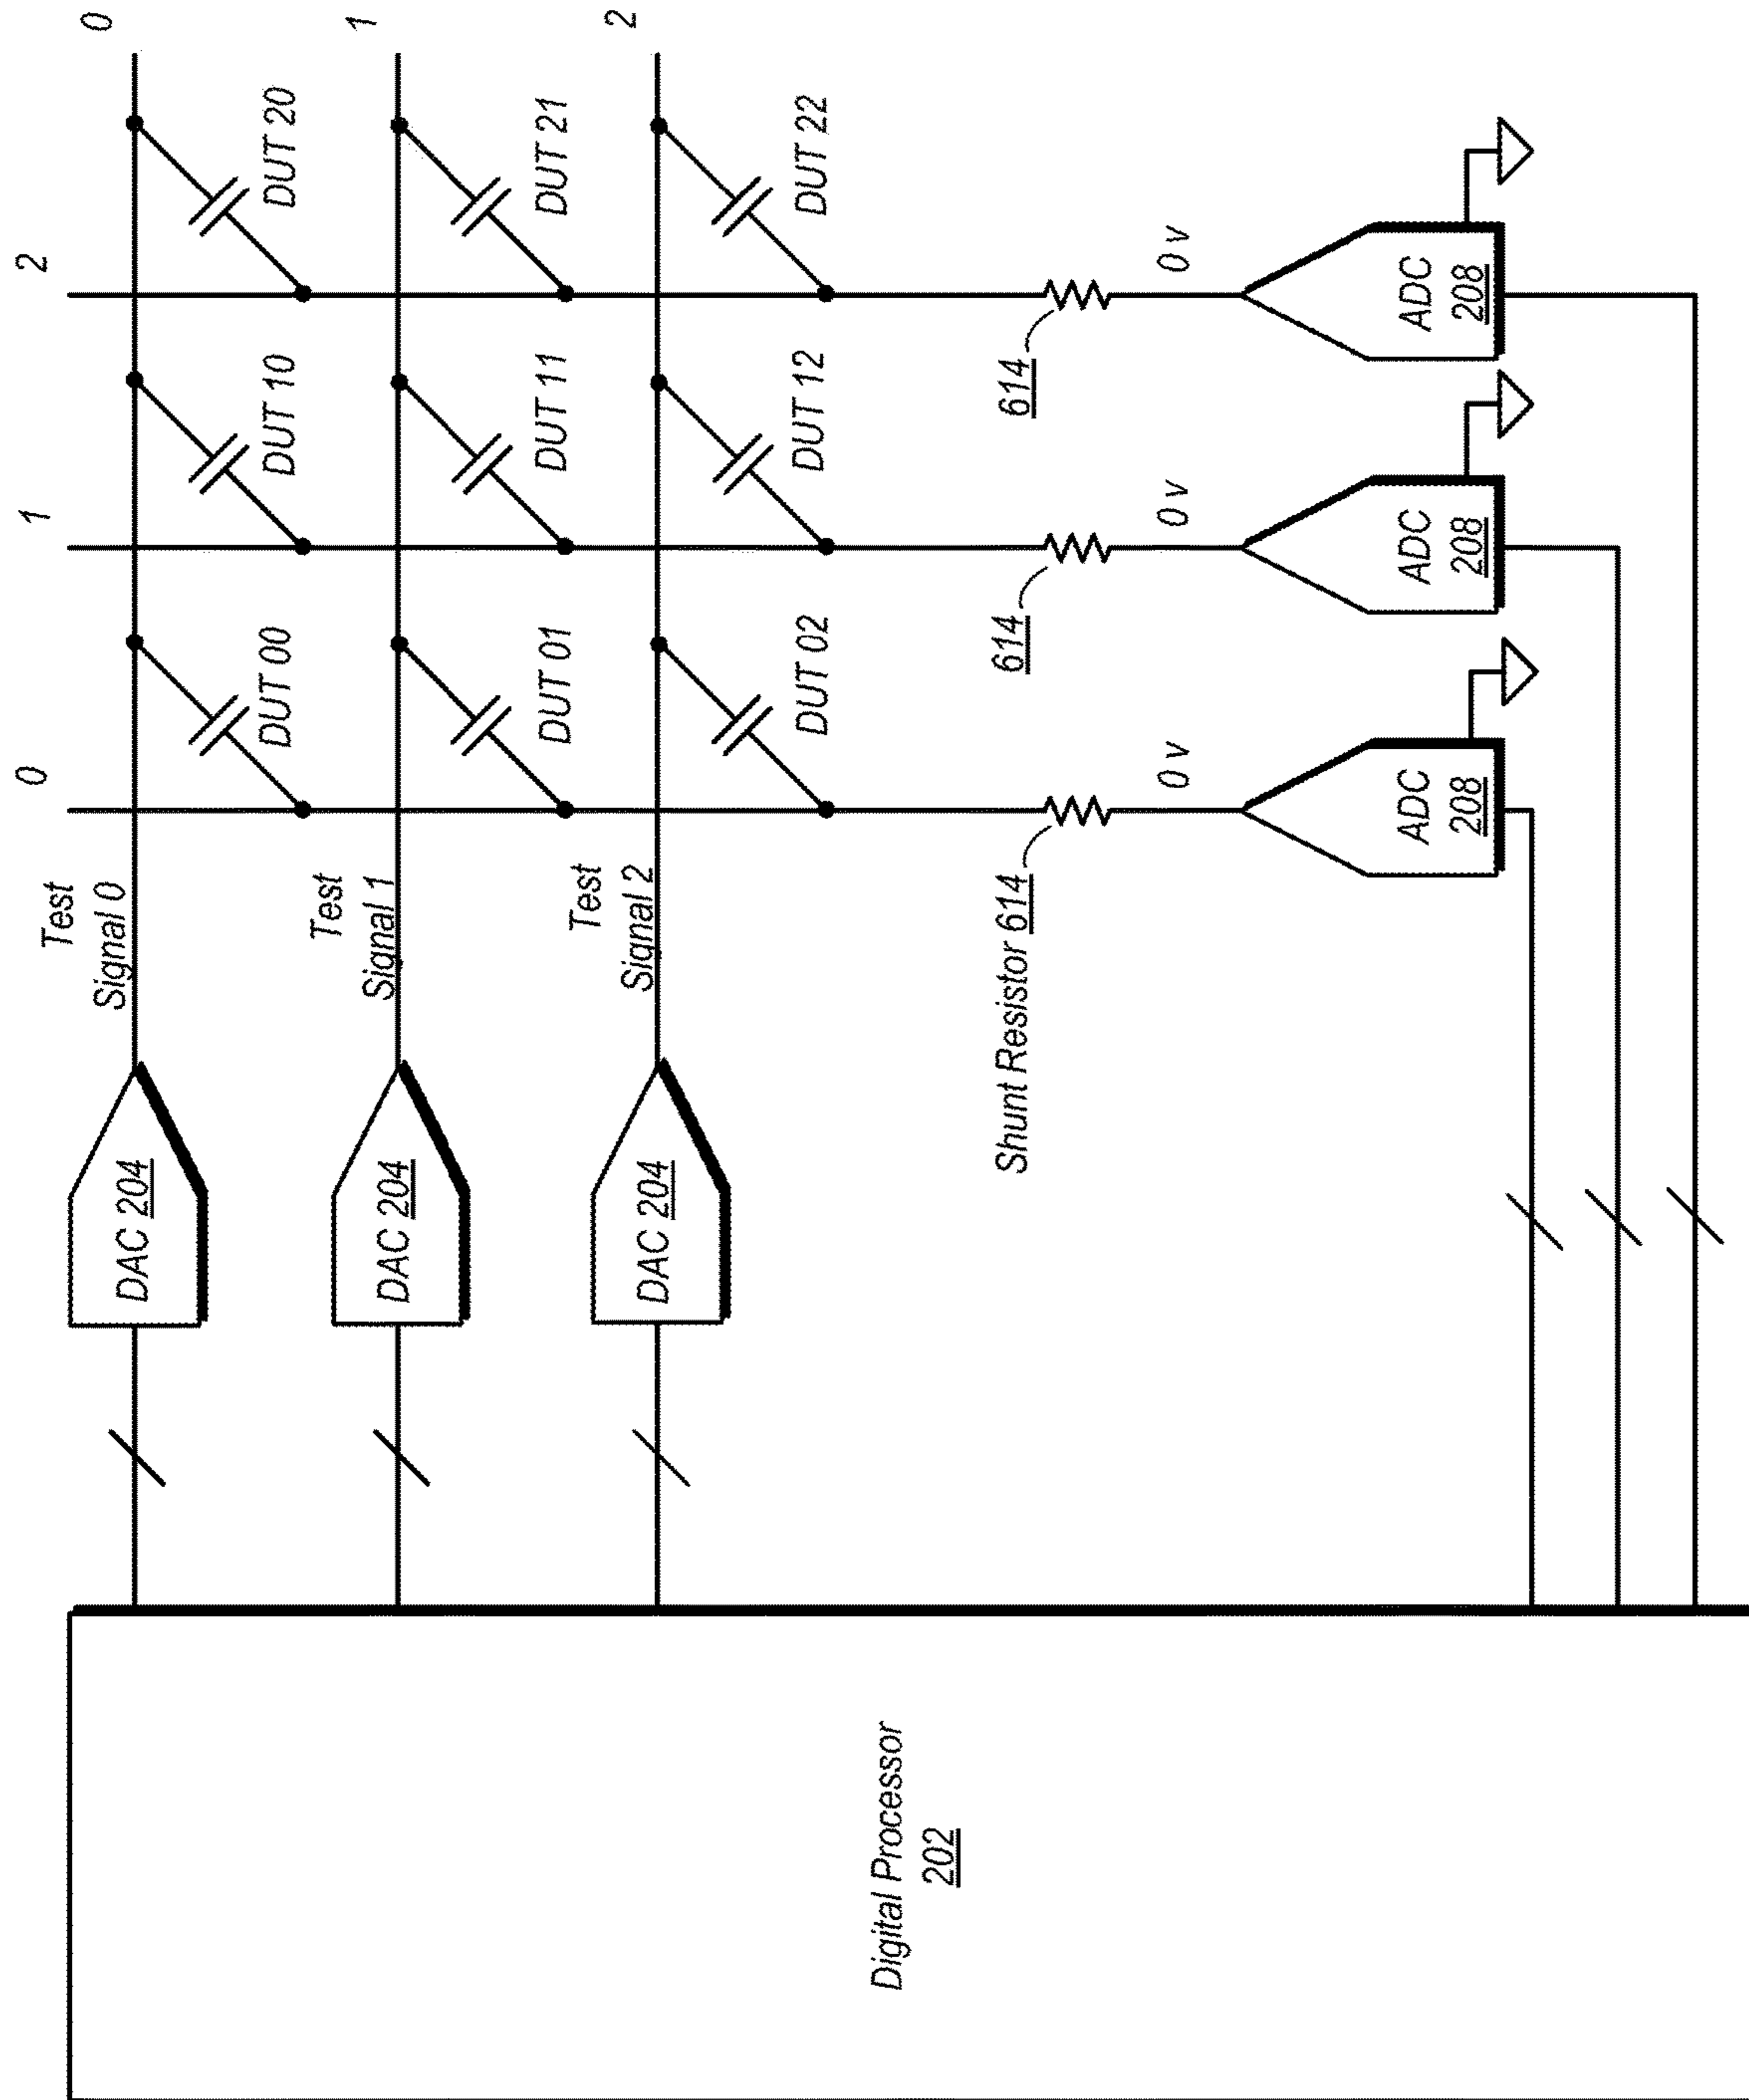 0
1
2
0
Test
Signal 0
DAC 204
DUT 00
DUT 10
DUT 20
1
Test
Signal 1
DAC 204
DUT 01
DUT 11
DUT 21
2
Test
Signal 2
DAC 204
DUT 02
DUT 12
DUT 22
Digital Processor
202
Shunt Resistor 614
614
614
0 v
0 v
0 v
ADC
208
ADC
208
ADC
208